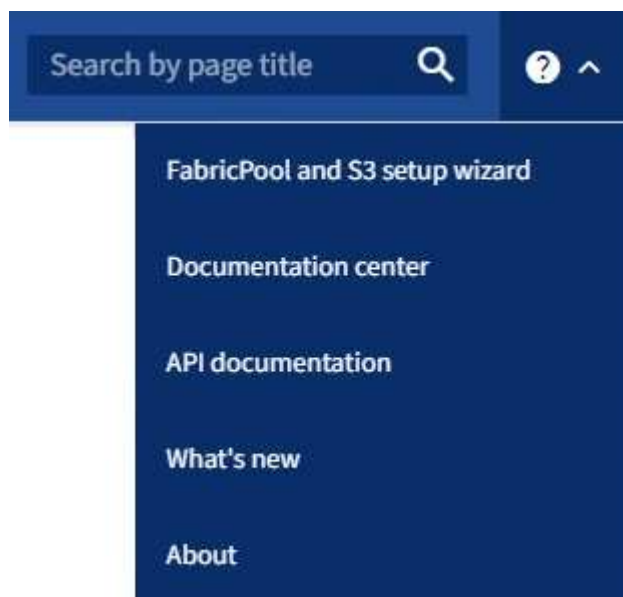 Search by page title
FabricPool and S3 setup wizard
Documentation center
API documentation
What's new
About